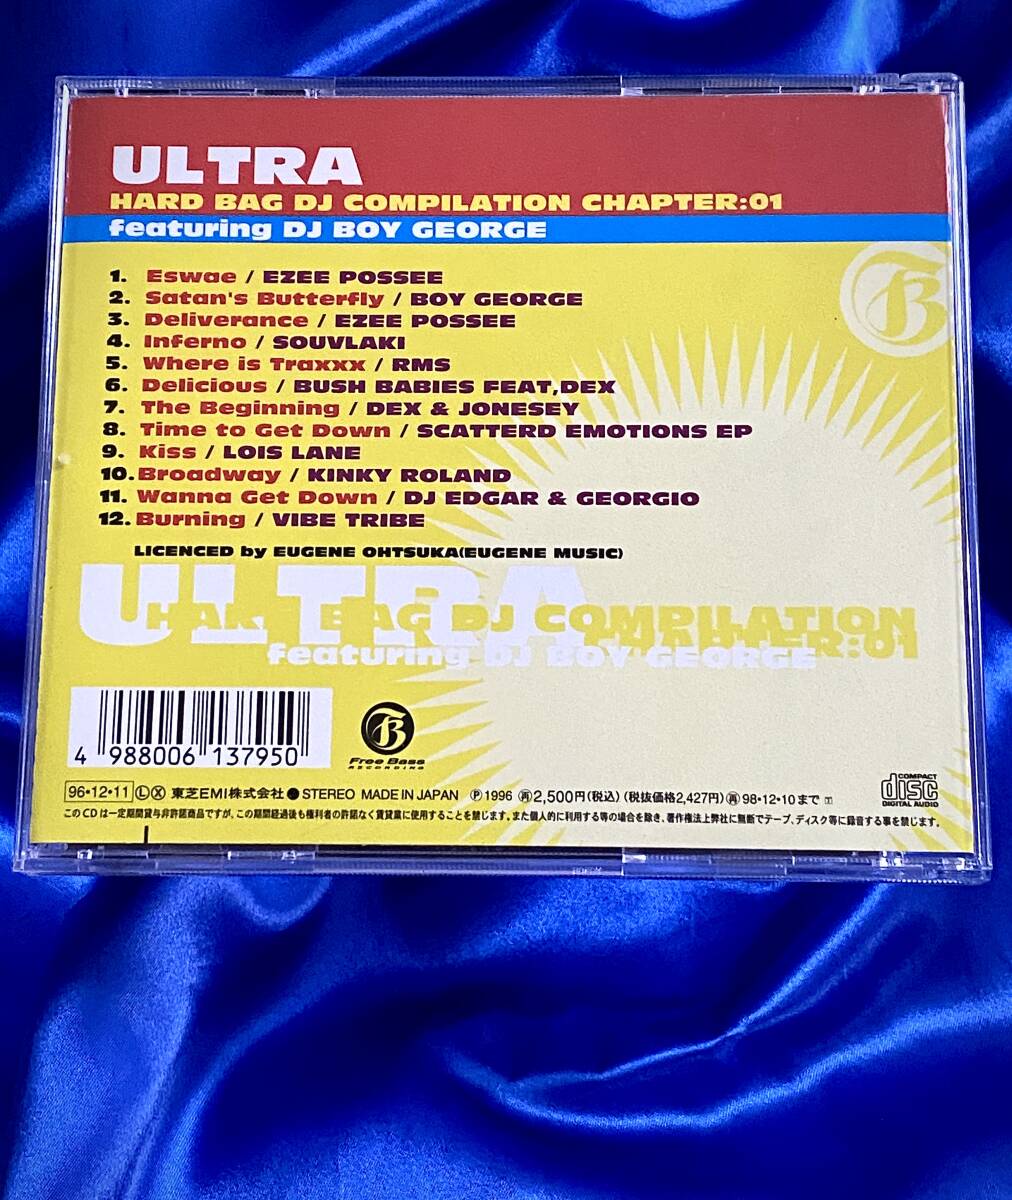 ULTRA
HARD BAG DJ COMPILATION CHAPTER:01
featuring DJ BOY GEORGE
1. Eswae / EZEE POSSEE
2. Satan's Butterfly / BOY GEORGE
3. Deliverance / EZEE POSSEE
4. Inferno / SOUVLAKI
5. Where is Traxxx / RMS
6. Delicious / BUSH BABIES FEAT,DEX
7. The Beginning / DEX & JONESEY
8. Time to Get Down / SCATTERD EMOTIONS EP
9. Kiss / LOIS LANE
10. Broadway / KINKY ROLAND
11. Wanna Get Down / DJ EDGAR & GEORGIO
12. Burning / VIBE TRIBE
LICENCED by EUGENE OHTSUKA(EUGENE MUSIC)
ULTRA
HARD BAG DJ COMPILATION
CHAPTER:01
featuring DJ BOY GEORGE
4 988006 137950
Free Bass
RECORDING
COMPACT
disc
DIGITAL AUDIO
96•12•11 Ⓛ Ⓧ 東芝EMI株式会社 ● STEREO MADE IN JAPAN Ⓟ1996 ㊢2,500円(税込) (税抜価格2,427円) ㊢98•12•10まで
このCDは一定期間貸与非許諾商品ですが、この期間経過後も権利者の許諾なく賃貸業に使用することを禁じます。また個人的に利用する等の場合を除き、著作権法上弊社に無断でテープ、ディスク等に録音する事を禁じます。